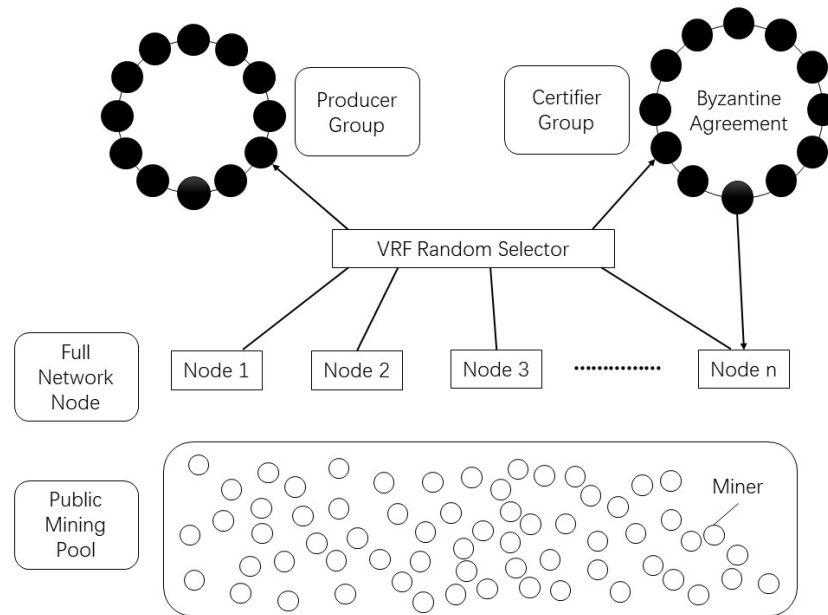 Producer
Group
Certifier
Group
Byzantine
Agreement
VRF Random Selector
Full
Network
Node
Node 1
Node 2
Node 3
Node n
Public
Mining
Pool
Miner